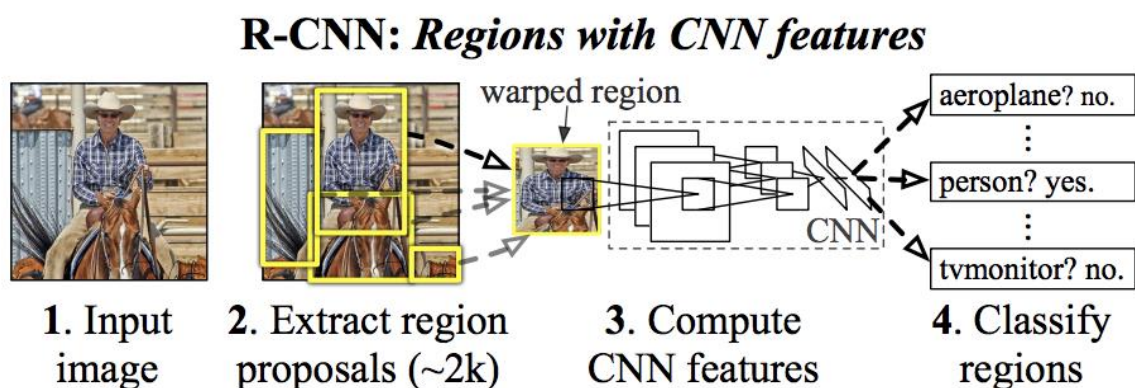 R-CNN: Regions with CNN features
warped region
aeroplane? no.
person? yes.
tvmonitor? no.
CNN
1. Input
image
2. Extract region
proposals (~2k)
3. Compute
CNN features
4. Classify
regions